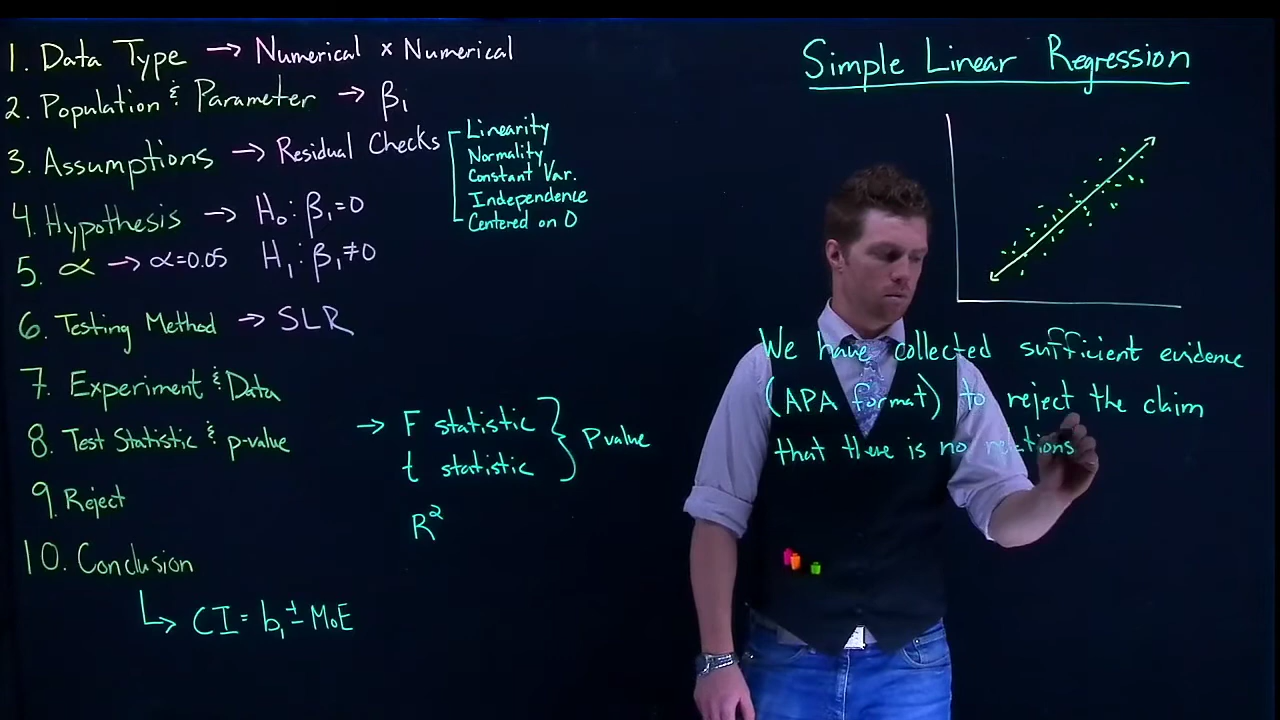 1. Data Type → Numerical x Numerical
2. Population & Parameter → β₁
3. Assumptions → Residual Checks
Linearity
Normality
Constant Var.
Independence
Centered on 0
4. Hypothesis → H₀: β₁=0
H₁: β₁≠0
5. α → α=0.05
6. Testing Method → SLR
7. Experiment & Data
8. Test Statistic & p-value
→ F statistic
t statistic
P value
R²
9. Reject
10. Conclusion
↳ CI= b₁ ± MoE
Simple Linear Regression
We have collected sufficient evidence
(APA format) to reject the claim
that there is no relations